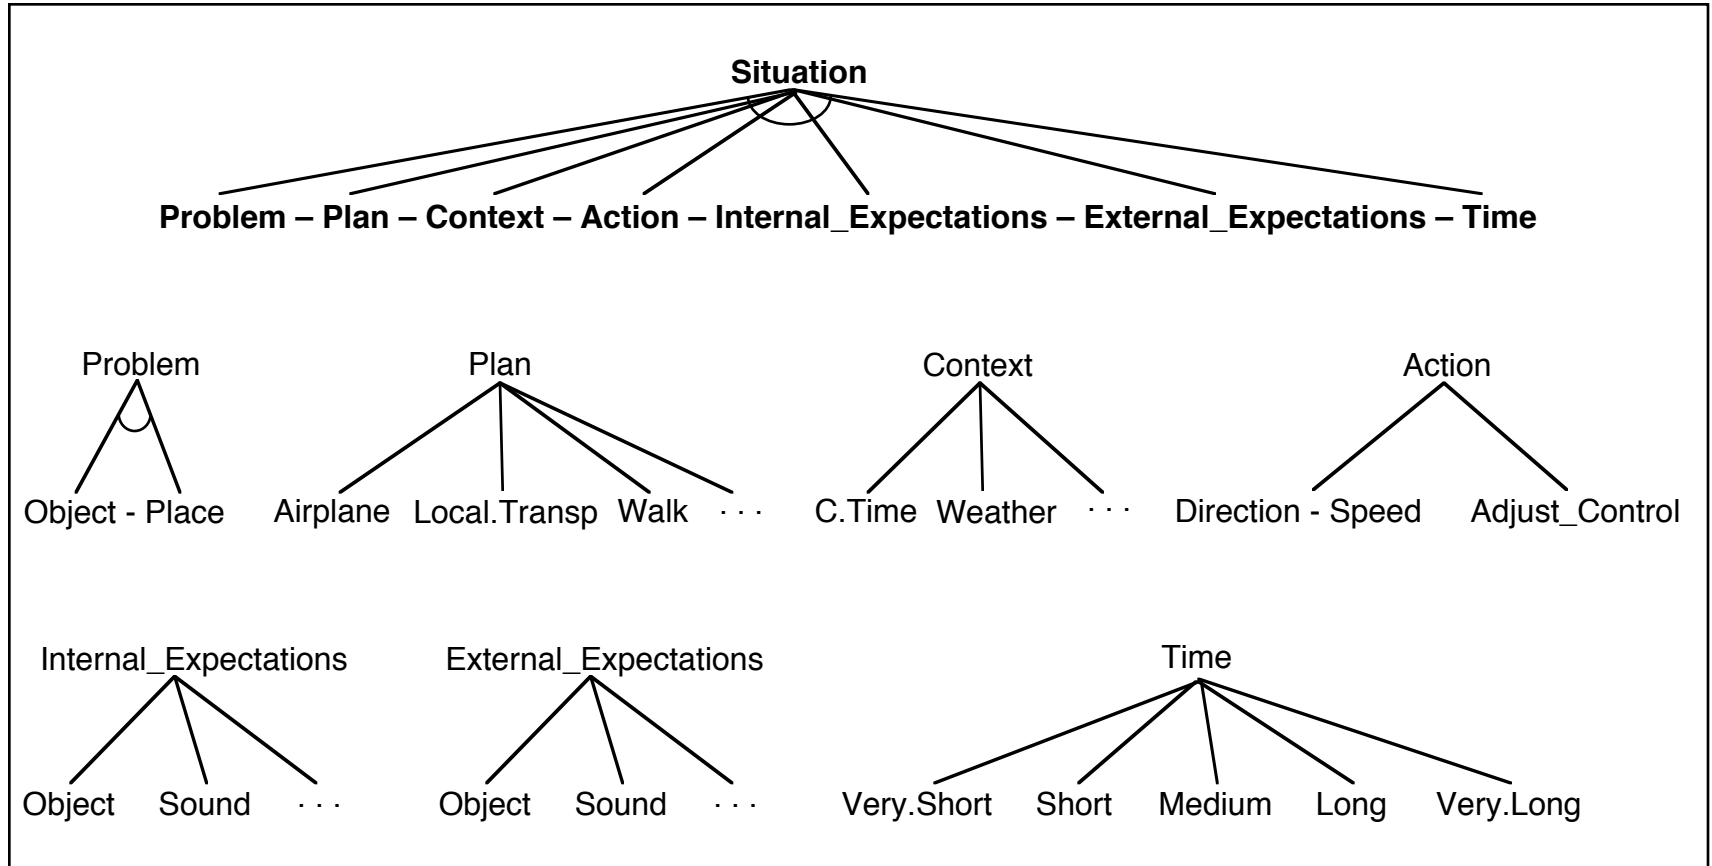 Situation
Problem – Plan – Context – Action – Internal_Expectations – External_Expectations – Time
Problem Plan Context Action
Object - Place Airplane Local.Transp Walk . . . C.Time Weather . . . Direction - Speed Adjust_Control
Internal_Expectations External_Expectations Time
Object Sound . . . Object Sound . . . Very.Short Short Medium Long Very.Long